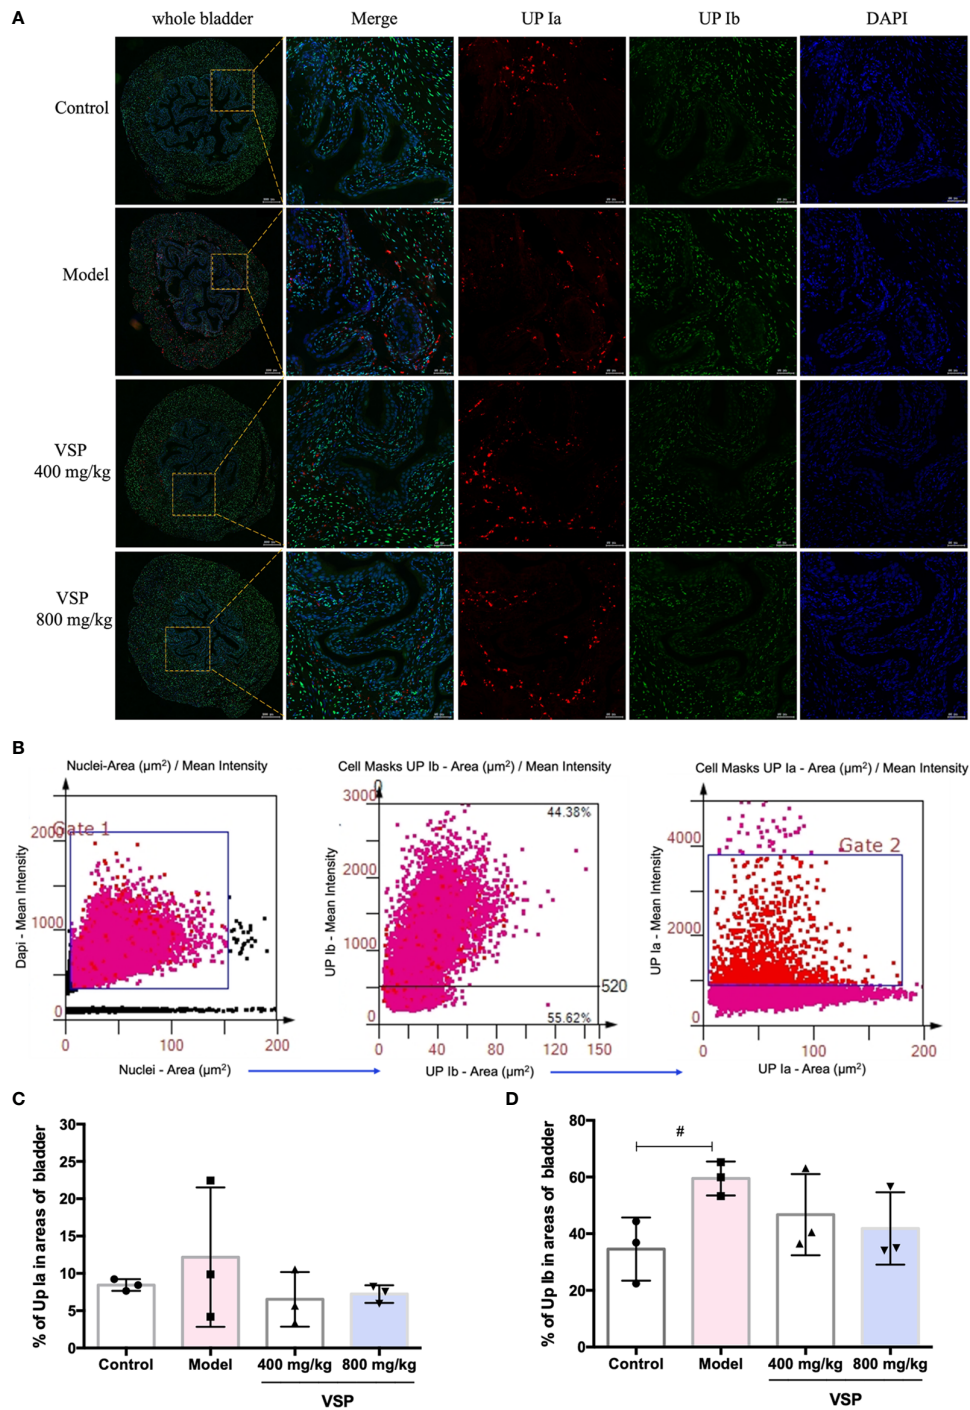 A
whole bladder Merge UP Ia UP Ib DAPI
Control
Model
VSP
400 mg/kg
VSP
800 mg/kg
B
Nuclei-Area (µm²) / Mean Intensity
Cell Masks UP Ib - Area (µm²) / Mean Intensity
Cell Masks UP Ia - Area (µm²) / Mean Intensity
Gate 1
2000
1000
0
Dapi - Mean Intensity
0 100 200
Nuclei - Area (µm²)
0
3000
2000
1000
0
UP Ib - Mean Intensity
44.38%
520
55.62%
0 40 80 120 150
UP Ib - Area (µm²)
Gate 2
4000
2000
0
UP Ia - Mean Intensity
0 100 200
UP Ia - Area (µm²)
C
% of Up Ia in areas of bladder
30
25
20
15
10
5
0
Control Model 400 mg/kg 800 mg/kg
VSP
D
% of Up Ib in areas of bladder
80
60
40
20
0
#
Control Model 400 mg/kg 800 mg/kg
VSP